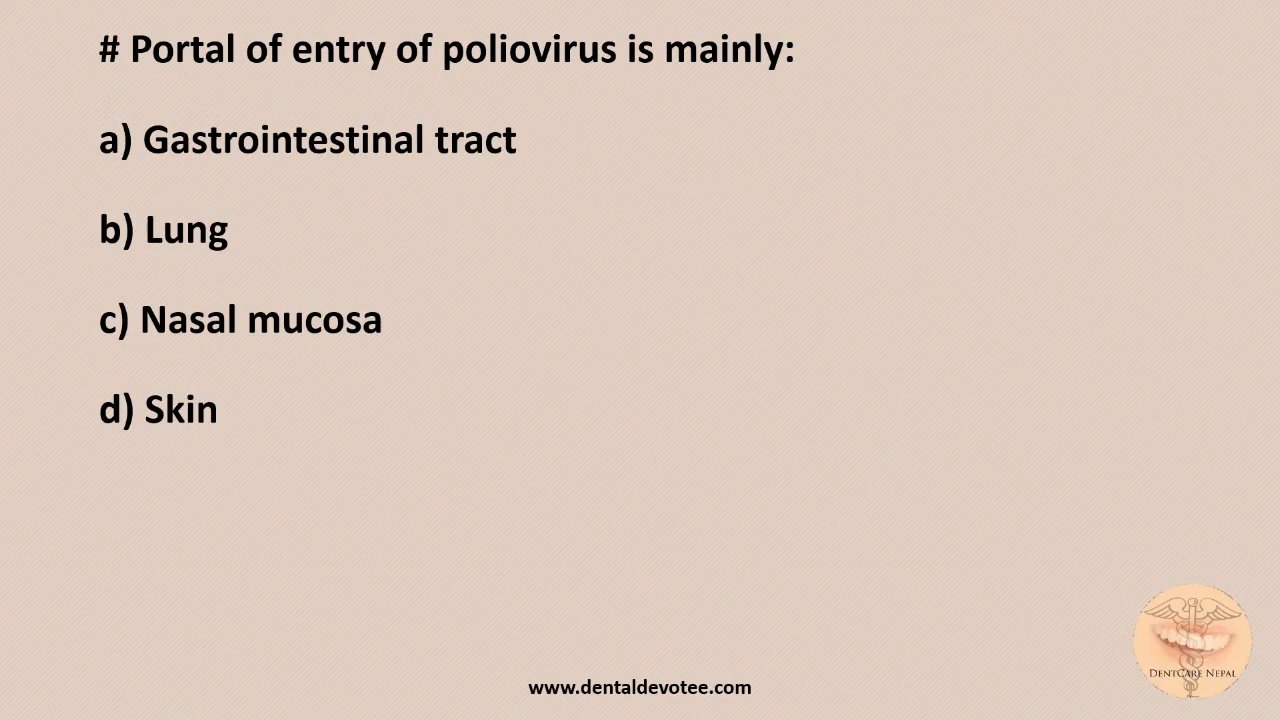 # Portal of entry of poliovirus is mainly:
a) Gastrointestinal tract
b) Lung
c) Nasal mucosa
d) Skin
DentCare Nepal
www.dentaldevotee.com